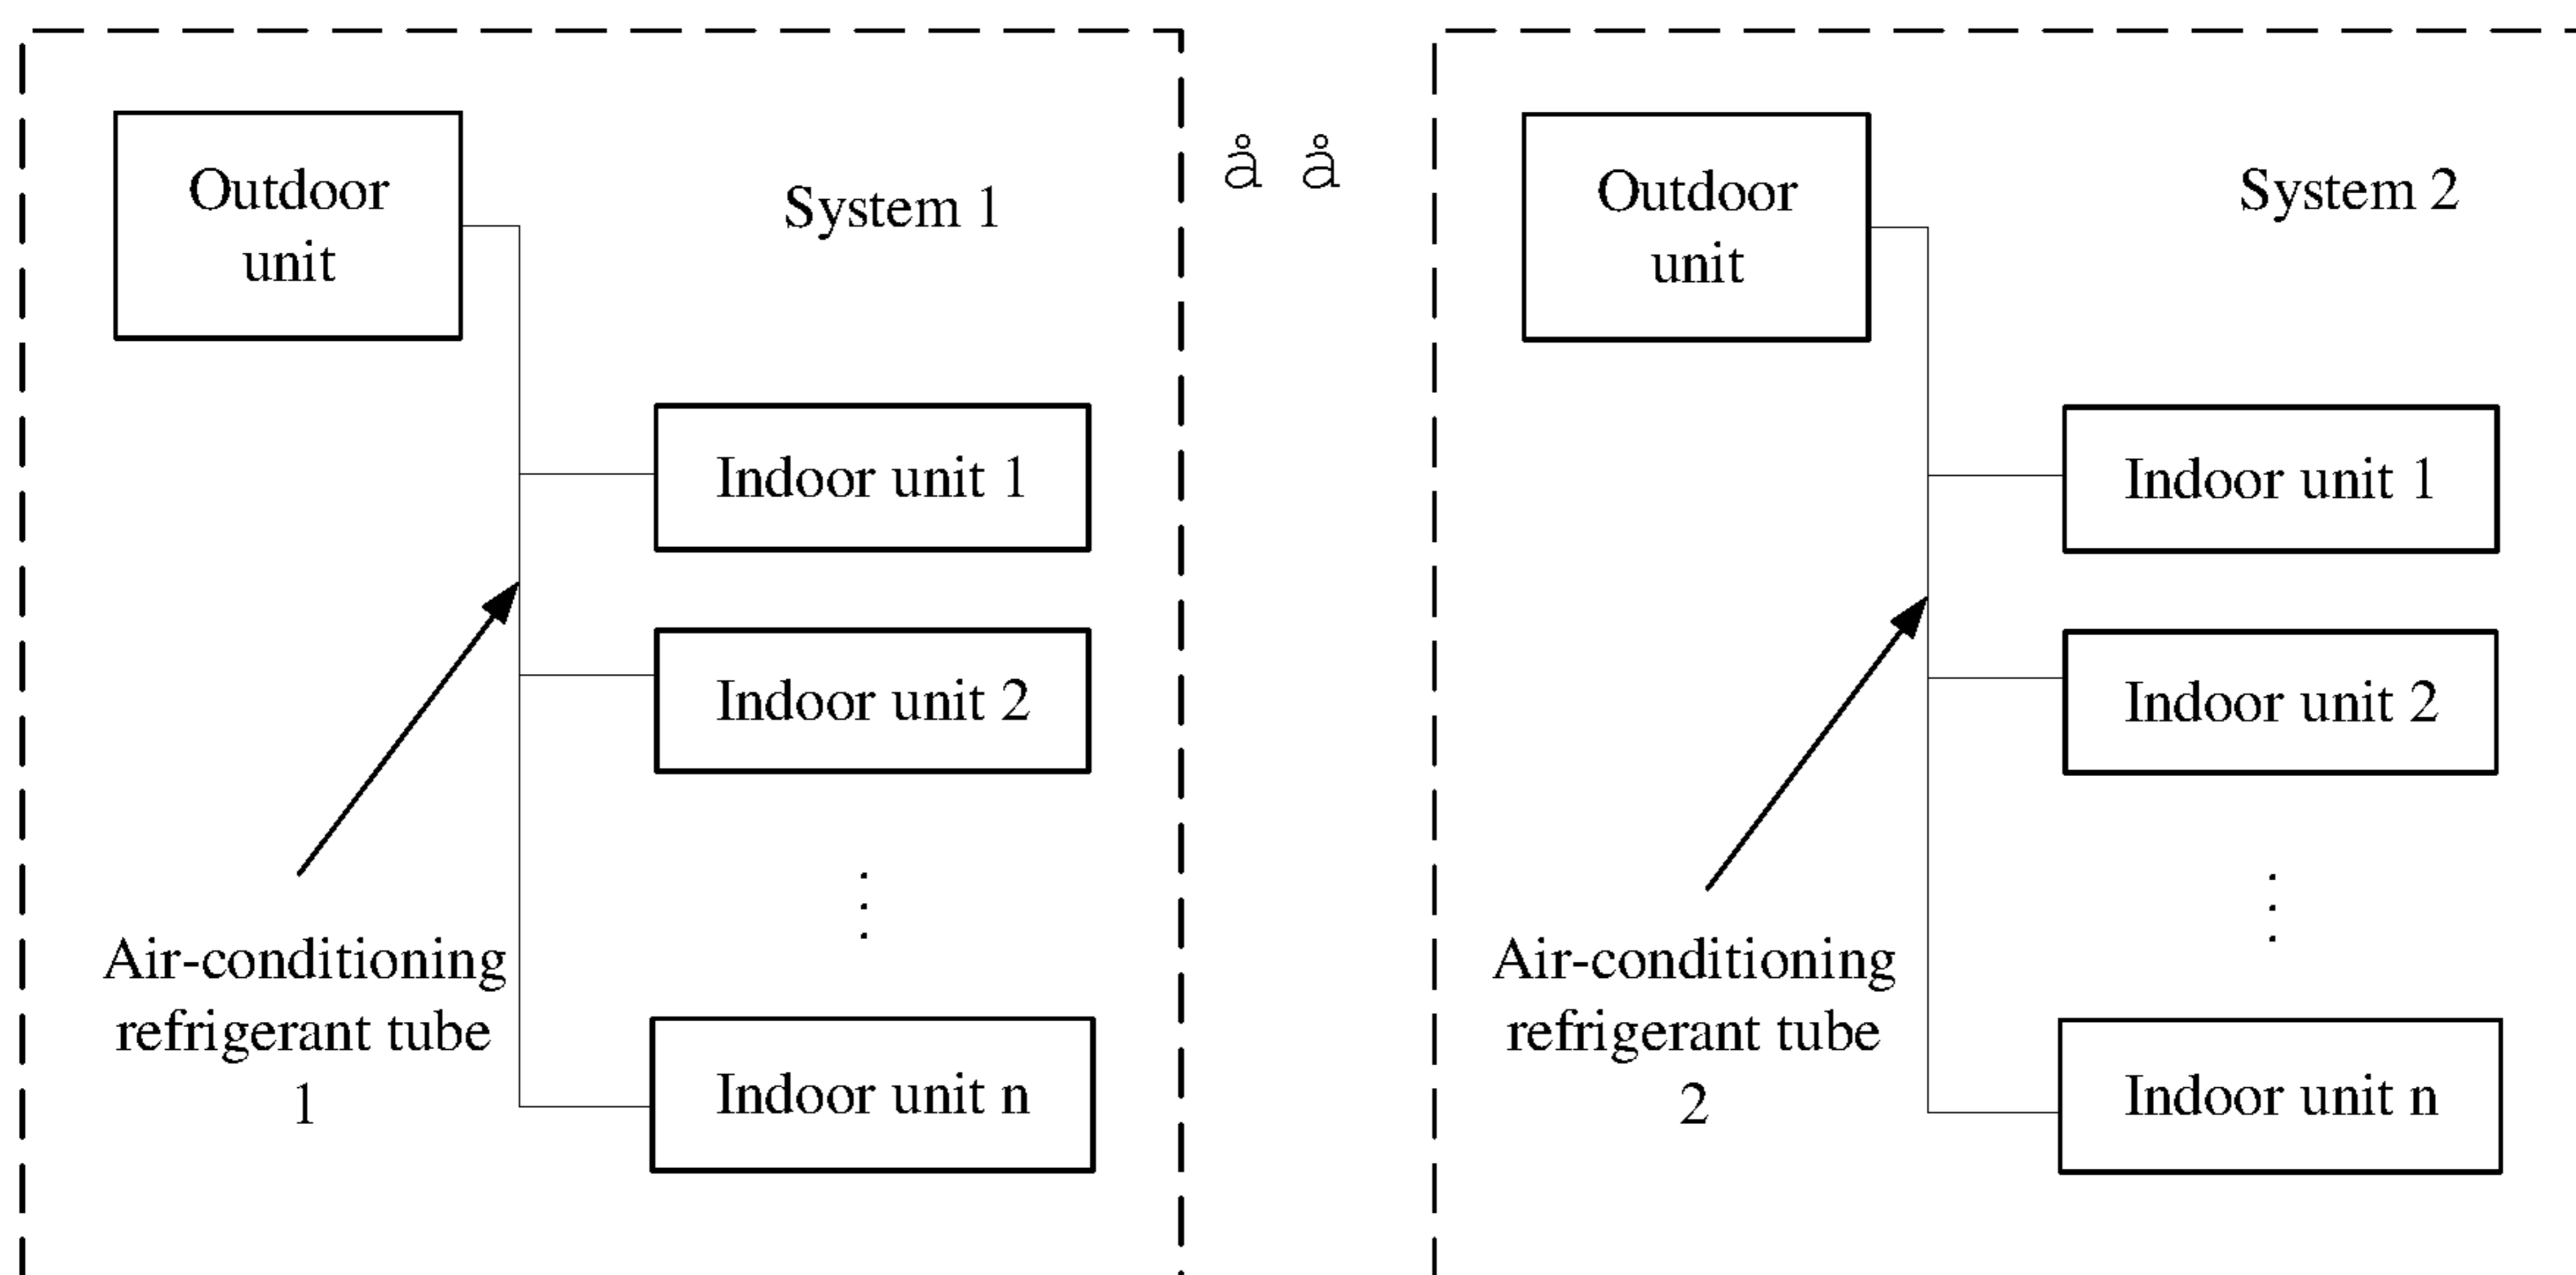 Outdoor
unit
System 1
Indoor unit 1
Indoor unit 2
Air-conditioning
refrigerant tube
1
Indoor unit n
å å
Outdoor
unit
System 2
Indoor unit 1
Indoor unit 2
Air-conditioning
refrigerant tube
2
Indoor unit n